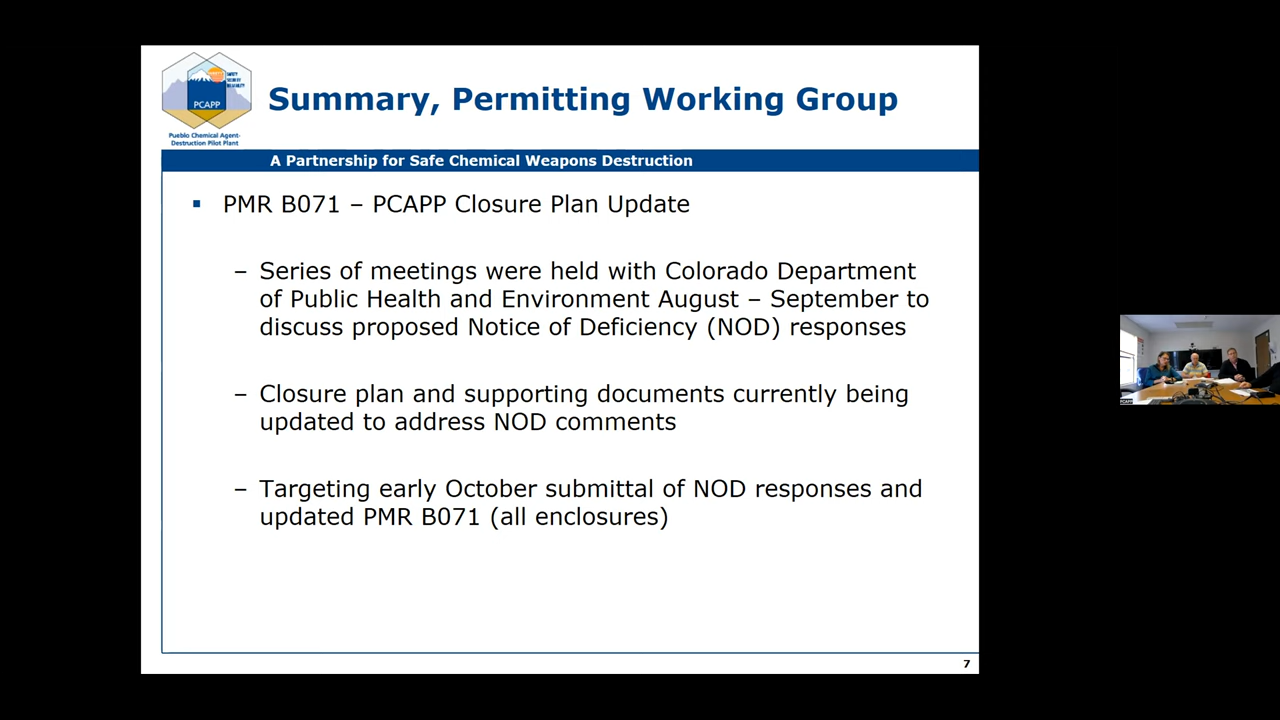 SAFETY
SECURITY
PCAPP
Pueblo Chemical Agent-
Destruction Pilot Plant
Summary, Permitting Working Group
A Partnership for Safe Chemical Weapons Destruction
▪ PMR B071 – PCAPP Closure Plan Update
– Series of meetings were held with Colorado Department
of Public Health and Environment August – September to
discuss proposed Notice of Deficiency (NOD) responses
– Closure plan and supporting documents currently being
updated to address NOD comments
– Targeting early October submittal of NOD responses and
updated PMR B071 (all enclosures)
7
PCAPP